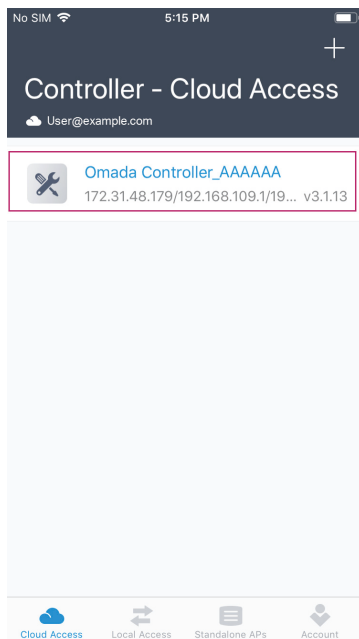 No SIM 5:15 PM
Controller - Cloud Access
User@example.com
Omada Controller_AAAAAA
172.31.48.179/192.168.109.1/19... v3.1.13
Cloud Access Local Access Standalone APs Account